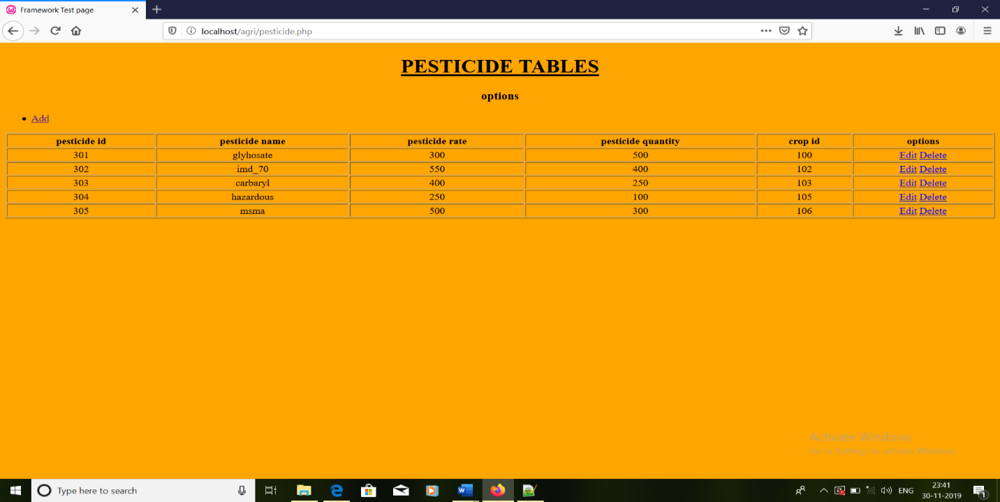 Framework Test page
localhost/agri/pesticide.php
PESTICIDE TABLES
options
• Add
pesticide id pesticide name pesticide rate pesticide quantity crop id options
301 glyhosate 300 500 100 Edit Delete
302 imd_70 550 400 102 Edit Delete
303 carbaryl 400 250 103 Edit Delete
304 hazardous 250 100 105 Edit Delete
305 msma 500 300 106 Edit Delete
Activate Windows
Go to Settings to activate Windows.
Type here to search
ENG
23:41
30-11-2019
1